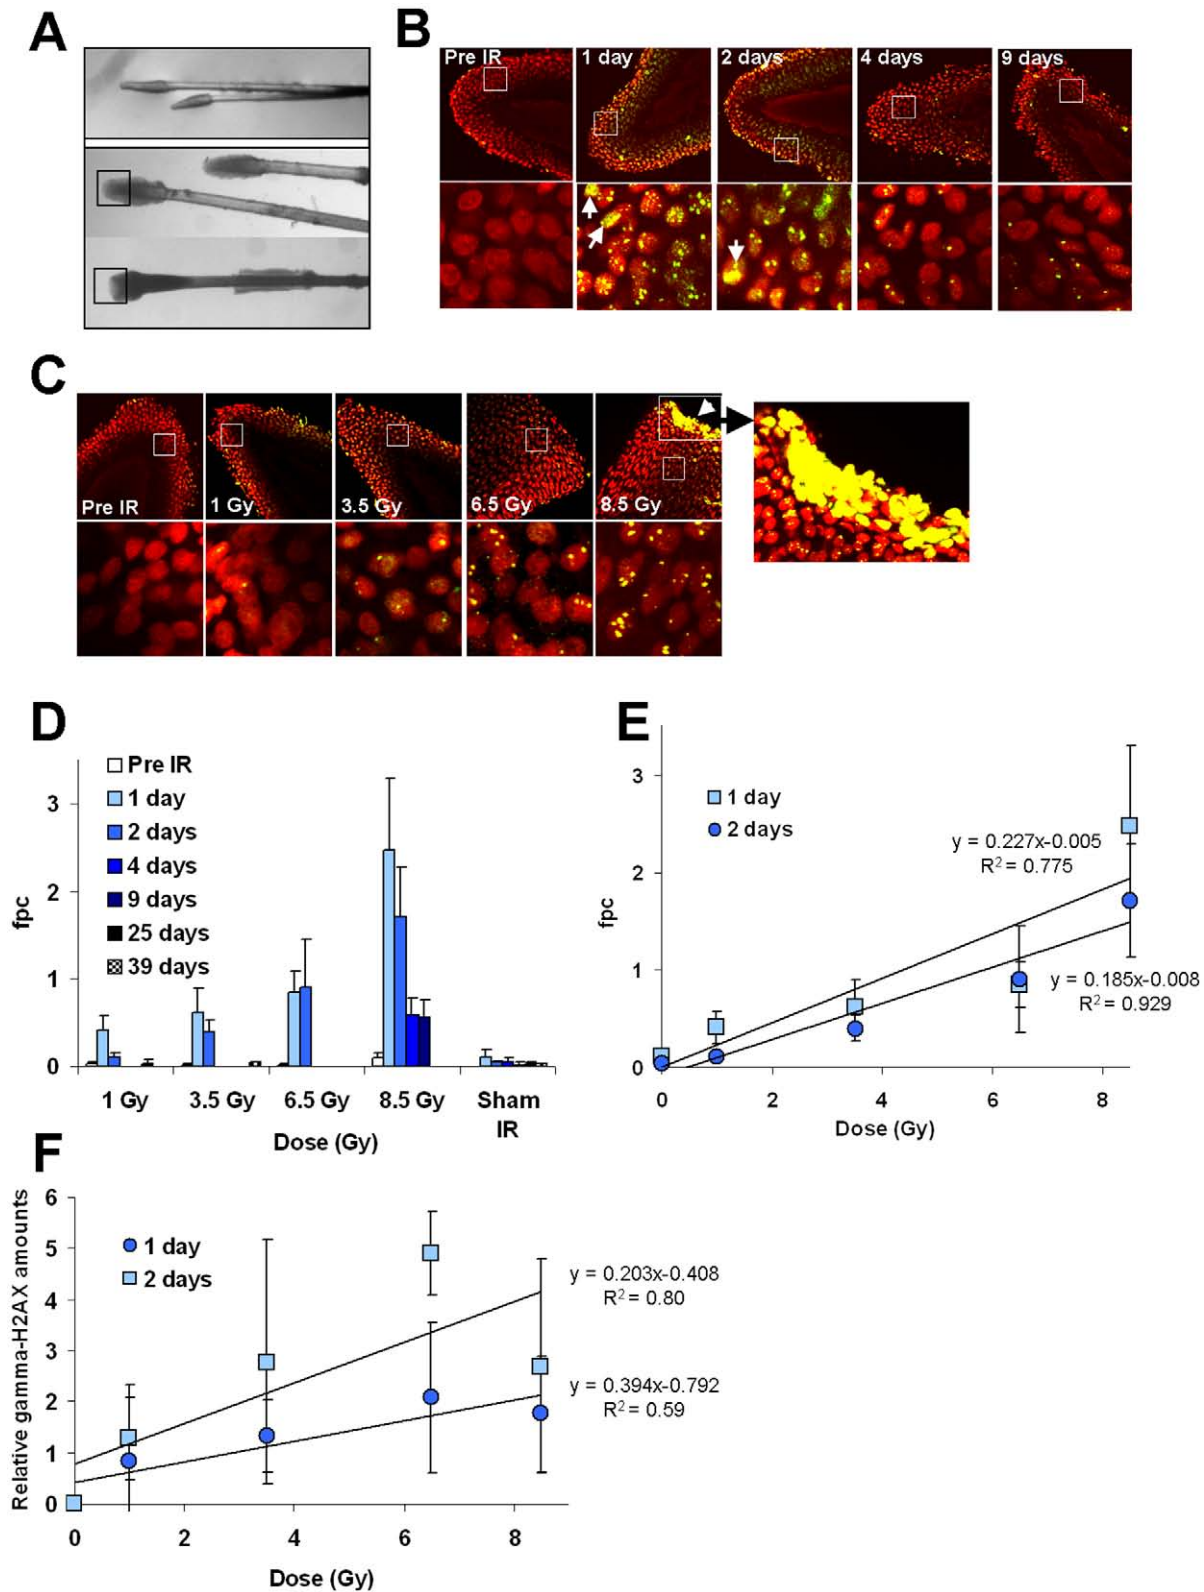 A
B
Pre IR
1 day
2 days
4 days
9 days
C
Pre IR
1 Gy
3.5 Gy
6.5 Gy
8.5 Gy
D
Pre IR
1 day
2 days
4 days
9 days
25 days
39 days
3
2
1
0
fpc
1 Gy
3.5 Gy
6.5 Gy
8.5 Gy
Sham
IR
Dose (Gy)
E
1 day
2 days
y = 0.227x-0.005
R² = 0.775
y = 0.185x-0.008
R² = 0.929
3
2
1
0
fpc
0
2
4
6
8
Dose (Gy)
F
1 day
2 days
y = 0.203x-0.408
R² = 0.80
y = 0.394x-0.792
R² = 0.59
6
5
4
3
2
1
0
Relative gamma-H2AX amounts
0
2
4
6
8
Dose (Gy)